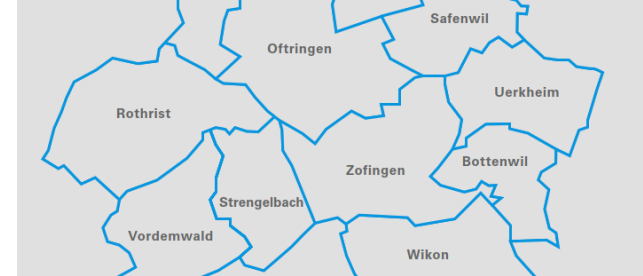 Safenwil
Oftringen
Uerkheim
Rothrist
Bottenwil
Zofingen
Strengelbach
Vordemwald
Wikon